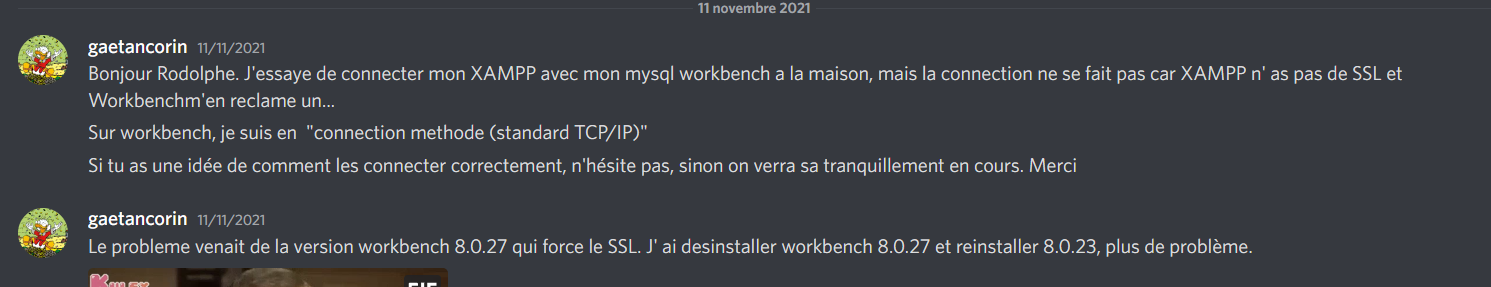 11 novembre 2021
gaetancorin 11/11/2021
Bonjour Rodolphe. J'essaye de connecter mon XAMPP avec mon mysql workbench a la maison, mais la connection ne se fait pas car XAMPP n' as pas de SSL et
Workbenchm'en reclame un...
Sur workbench, je suis en "connection methode (standard TCP/IP)"
Si tu as une idée de comment les connecter correctement, n'hésite pas, sinon on verra sa tranquillement en cours. Merci
gaetancorin 11/11/2021
Le probleme venait de la version workbench 8.0.27 qui force le SSL. J' ai desinstaller workbench 8.0.27 et reinstaller 8.0.23, plus de problème.